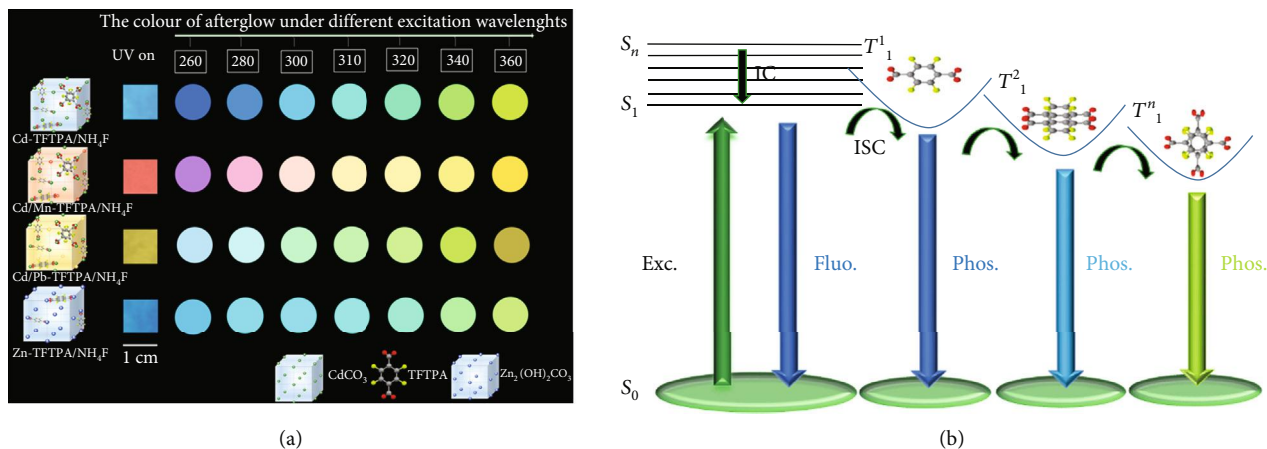 The colour of afterglow under different excitation wavelenghts
UV on
260 280 300 310 320 340 360
Cd-TFTPA/NH₄F
Cd/Mn-TFTPA/NH₄F
Cd/Pb-TFTPA/NH₄F
Zn-TFTPA/NH₄F
1 cm
CdCO₃ TFTPA Zn₂(OH)₂CO₃
(a)
Sₙ
IC
S₁
ISC
T¹₁
T²₁
Tⁿ₁
Exc. Fluo. Phos. Phos. Phos.
S₀
(b)